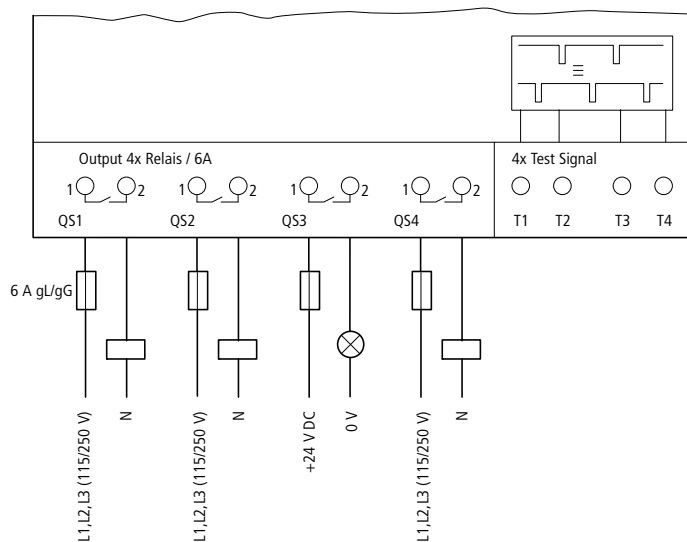 Output 4x Relais / 6A
4x Test Signal
1
2
1
2
1
2
1
2
QS1
QS2
QS3
QS4
T1
T2
T3
T4
6 A gL/gG
L1,L2,L3 (115/250 V)
N
L1,L2,L3 (115/250 V)
N
+24 V DC
0 V
L1,L2,L3 (115/250 V)
N